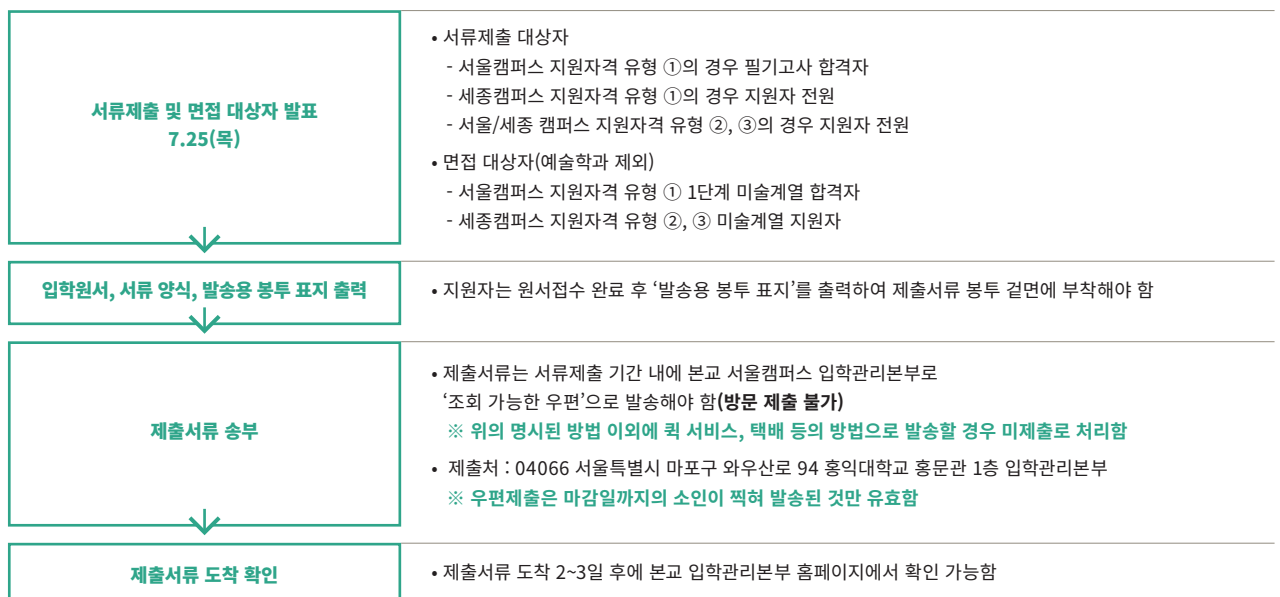 서류제출 및 면접 대상자 발표
7.25(목)
• 서류제출 대상자
- 서울캠퍼스 지원자격 유형 ①의 경우 필기고사 합격자
- 세종캠퍼스 지원자격 유형 ①의 경우 지원자 전원
- 서울/세종 캠퍼스 지원자격 유형 ②, ③의 경우 지원자 전원
• 면접 대상자(예술학과 제외)
- 서울캠퍼스 지원자격 유형 ① 1단계 미술계열 합격자
- 세종캠퍼스 지원자격 유형 ②, ③ 미술계열 지원자
입학원서, 서류 양식, 발송용 봉투 표지 출력
• 지원자는 원서접수 완료 후 ‘발송용 봉투 표지’를 출력하여 제출서류 봉투 겉면에 부착해야 함
제출서류 송부
• 제출서류는 서류제출 기간 내에 본교 서울캠퍼스 입학관리본부로
‘조회 가능한 우편’으로 발송해야 함(방문 제출 불가)
※ 위의 명시된 방법 이외에 퀵 서비스, 택배 등의 방법으로 발송할 경우 미제출로 처리함
• 제출처 : 04066 서울특별시 마포구 와우산로 94 홍익대학교 홍문관 1층 입학관리본부
※ 우편제출은 마감일까지의 소인이 찍혀 발송된 것만 유효함
제출서류 도착 확인
• 제출서류 도착 2~3일 후에 본교 입학관리본부 홈페이지에서 확인 가능함